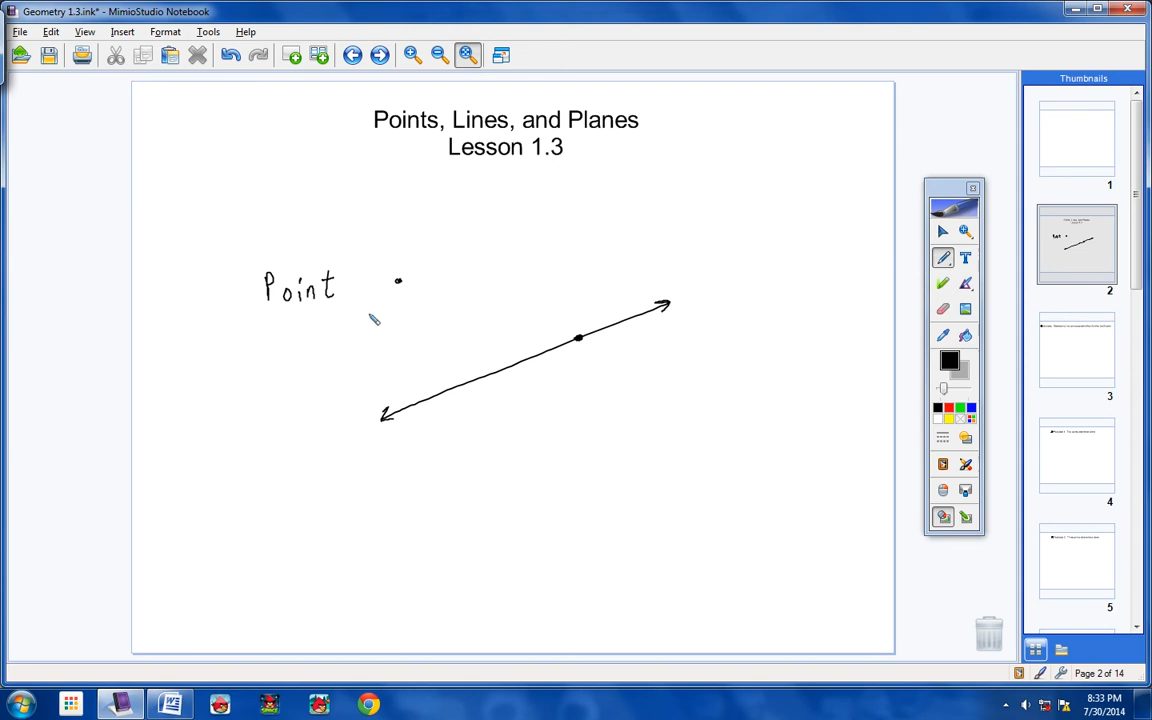 Geometry 1.3.ink* - MimioStudio Notebook
File Edit View Insert Format Tools Help
Thumbnails
Points, Lines, and Planes
Lesson 1.3
Point
1
2
3
4
5
Page 2 of 14
8:33 PM
7/30/2014